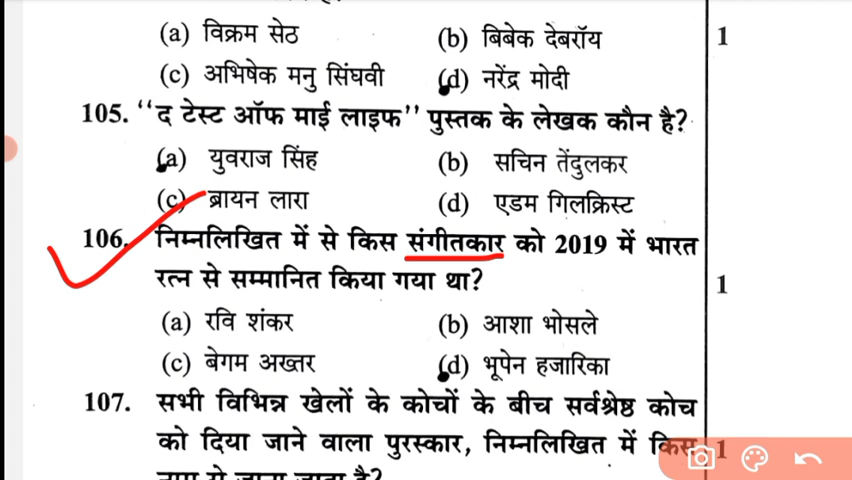 (a) विक्रम सेठ (b) बिबेक देबरॉय 1
(c) अभिषेक मनु सिंघवी (d) नरेंद्र मोदी
105. "द टेस्ट ऑफ माई लाइफ" पुस्तक के लेखक कौन है?
(a) युवराज सिंह (b) सचिन तेंदुलकर
(c) ब्रायन लारा (d) एडम गिलक्रिस्ट
106. निम्नलिखित में से किस संगीतकार को 2019 में भारत
रत्न से सम्मानित किया गया था? 1
(a) रवि शंकर (b) आशा भोसले
(c) बेगम अख्तर (d) भूपेन हजारिका
107. सभी विभिन्न खेलों के कोचों के बीच सर्वश्रेष्ठ कोच
को दिया जाने वाला पुरस्कार, निम्नलिखित में किस 1
नाम से जाना जाता है?